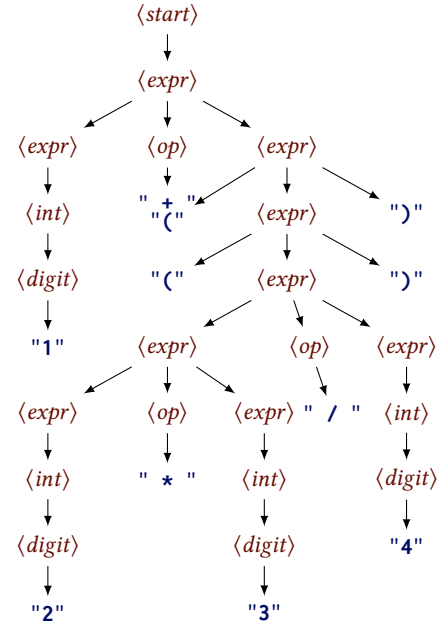 ⟨start⟩
⟨expr⟩
⟨expr⟩ ⟨op⟩ ⟨expr⟩
" + "
⟨int⟩ "(" ⟨expr⟩ ")"
⟨digit⟩ "(" ⟨expr⟩ ")"
"1" ⟨expr⟩ ⟨op⟩ ⟨expr⟩
⟨expr⟩ ⟨op⟩ ⟨expr⟩ " / " ⟨int⟩
⟨int⟩ " * " ⟨int⟩ ⟨digit⟩
⟨digit⟩ ⟨digit⟩ "4"
"2" "3"